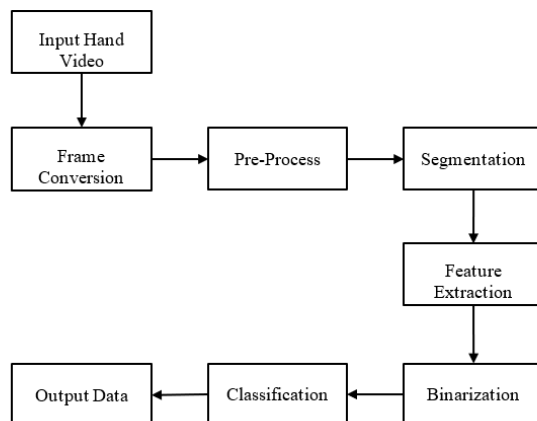 Input Hand
Video
Frame
Conversion
Pre-Process
Segmentation
Feature
Extraction
Binarization
Classification
Output Data